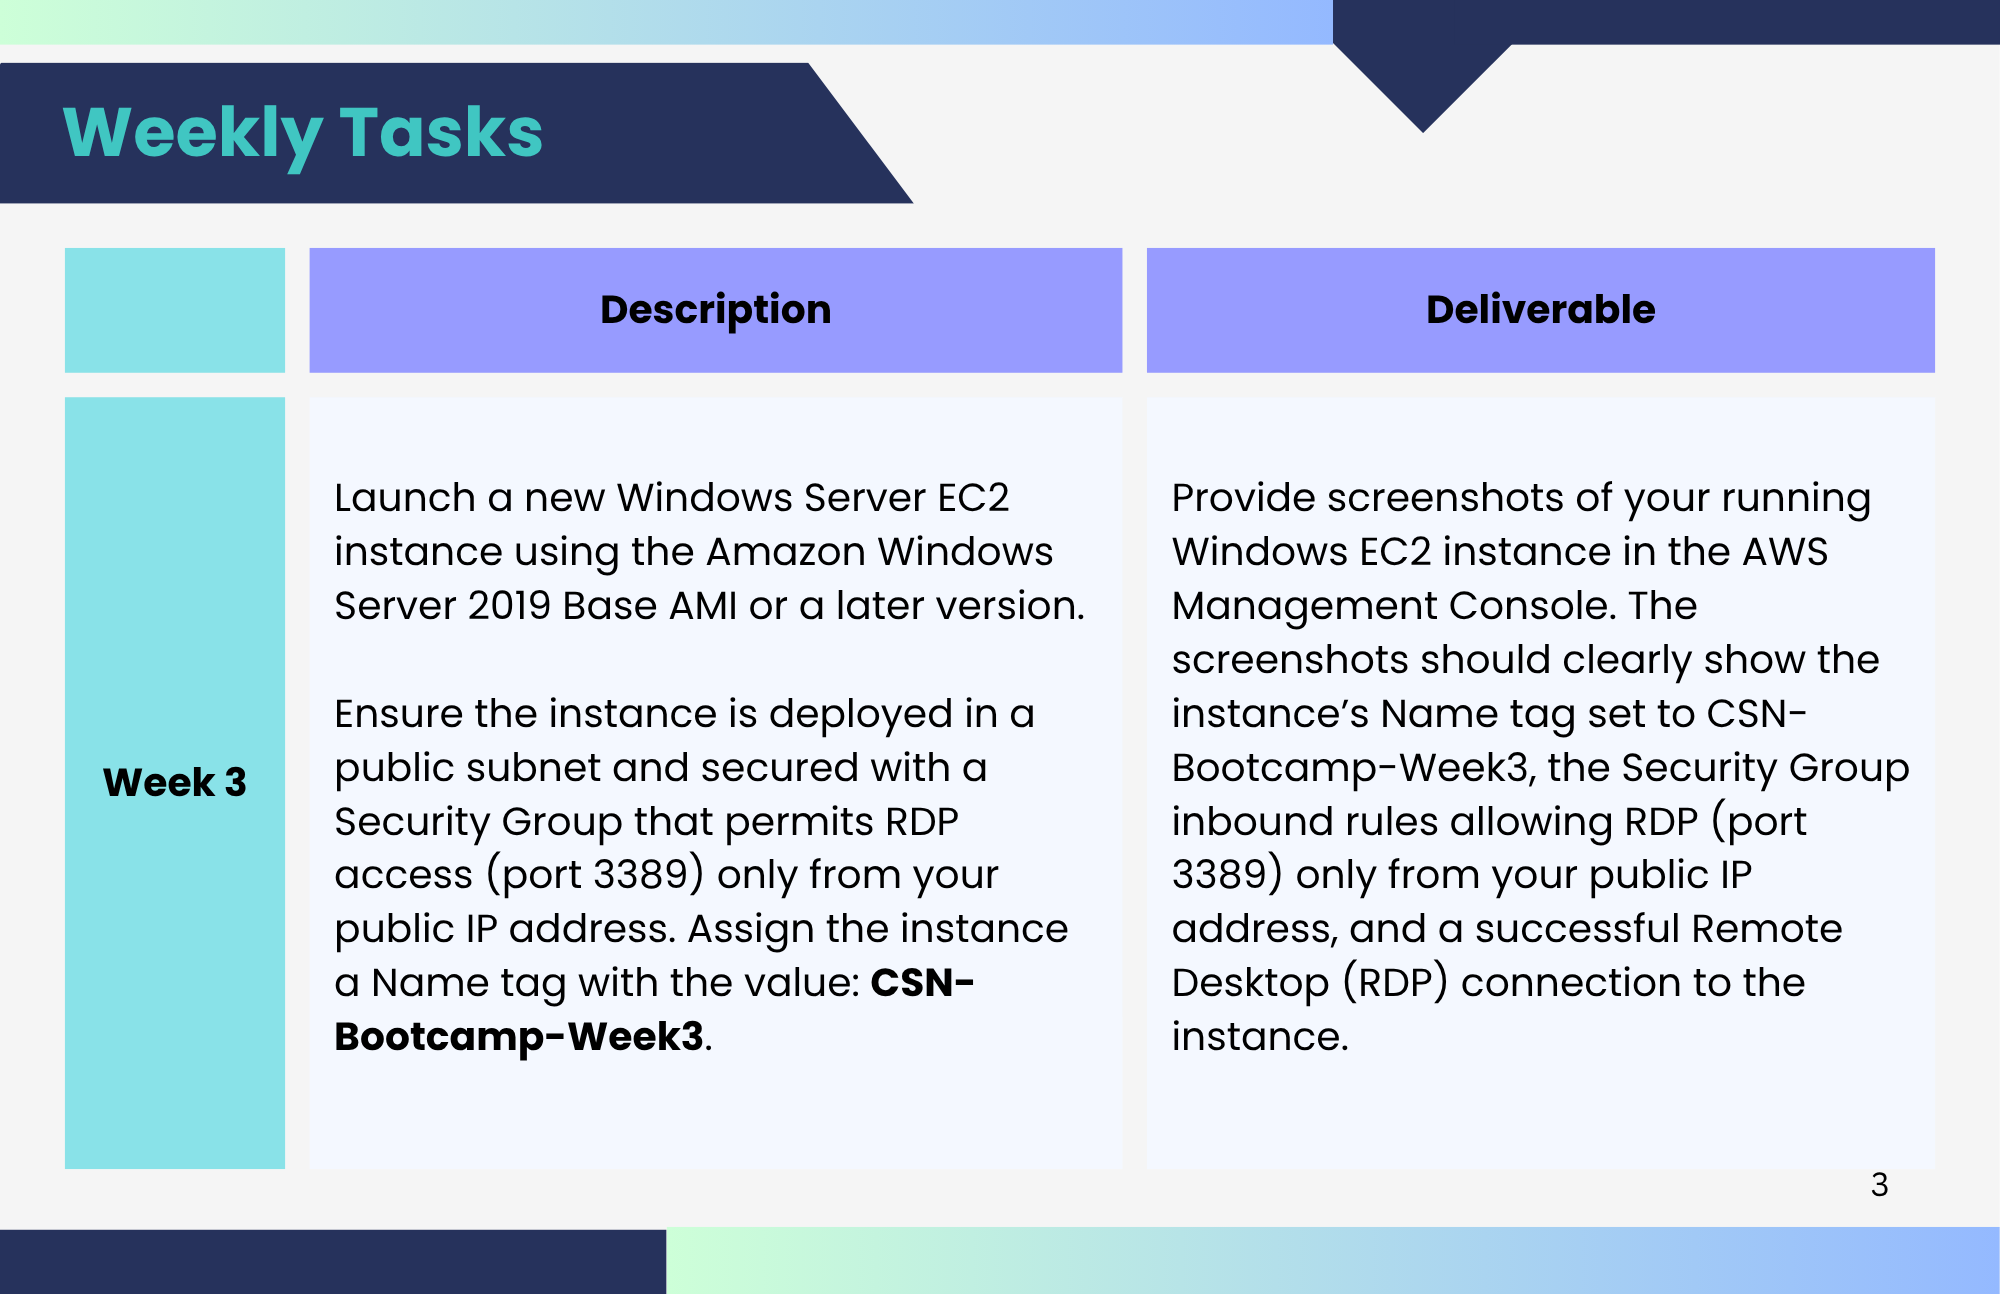 Weekly Tasks
Description
Deliverable
Week 3
Launch a new Windows Server EC2
instance using the Amazon Windows
Server 2019 Base AMI or a later version.
Ensure the instance is deployed in a
public subnet and secured with a
Security Group that permits RDP
access (port 3389) only from your
public IP address. Assign the instance
a Name tag with the value: CSN-
Bootcamp-Week3.
Provide screenshots of your running
Windows EC2 instance in the AWS
Management Console. The
screenshots should clearly show the
instance’s Name tag set to CSN-
Bootcamp-Week3, the Security Group
inbound rules allowing RDP (port
3389) only from your public IP
address, and a successful Remote
Desktop (RDP) connection to the
instance.
3